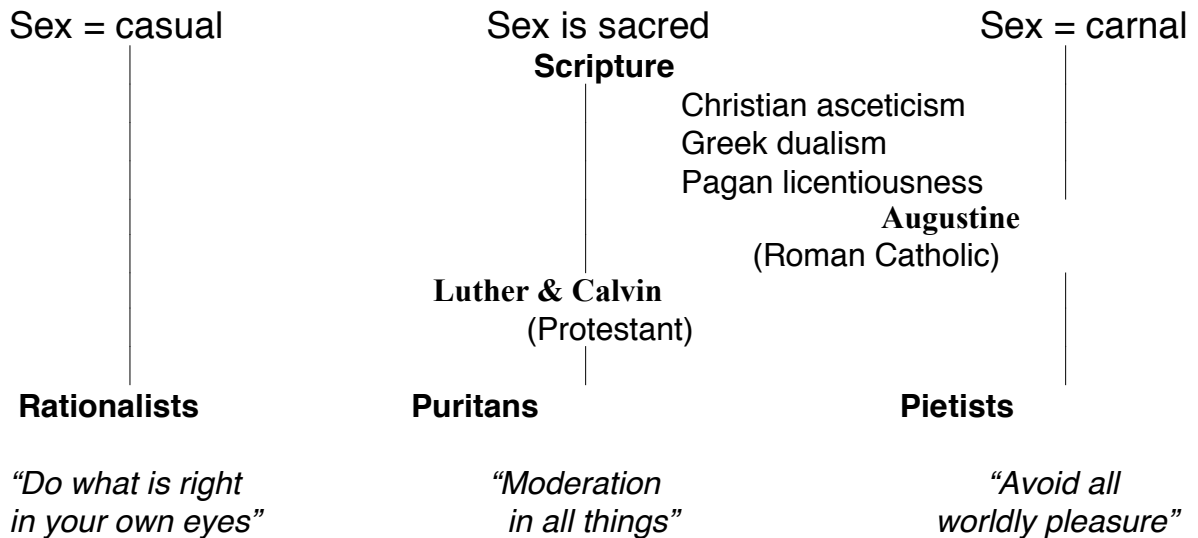 Sex = casual
Sex is sacred
Sex = carnal
Scripture
Christian asceticism
Greek dualism
Pagan licentiousness
Augustine
(Roman Catholic)
Luther & Calvin
(Protestant)
Rationalists
Puritans
Pietists
“Do what is right
in your own eyes”
“Moderation
in all things”
“Avoid all
worldly pleasure”